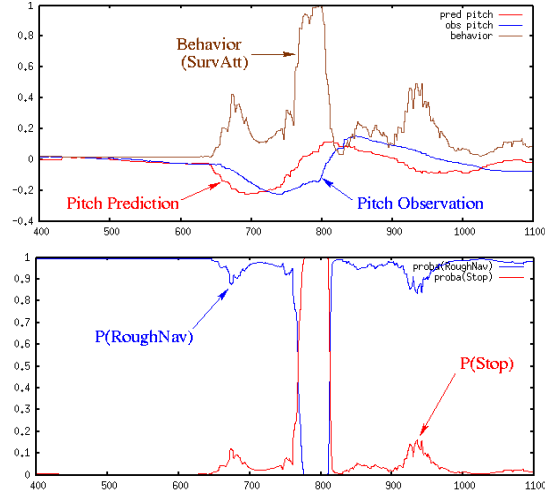 1
0.8
0.6
0.4
0.2
0
-0.2
-0.4
pred pitch
obs pitch
behavior
Behavior
(SurvAtt)
Pitch Prediction
Pitch Observation
400 500 600 700 800 900 1000 1100
1
0.9
0.8
0.7
0.6
0.5
0.4
0.3
0.2
0.1
0
proba(RoughNav)
proba(Stop)
P(RoughNav)
P(Stop)
400 500 600 700 800 900 1000 1100